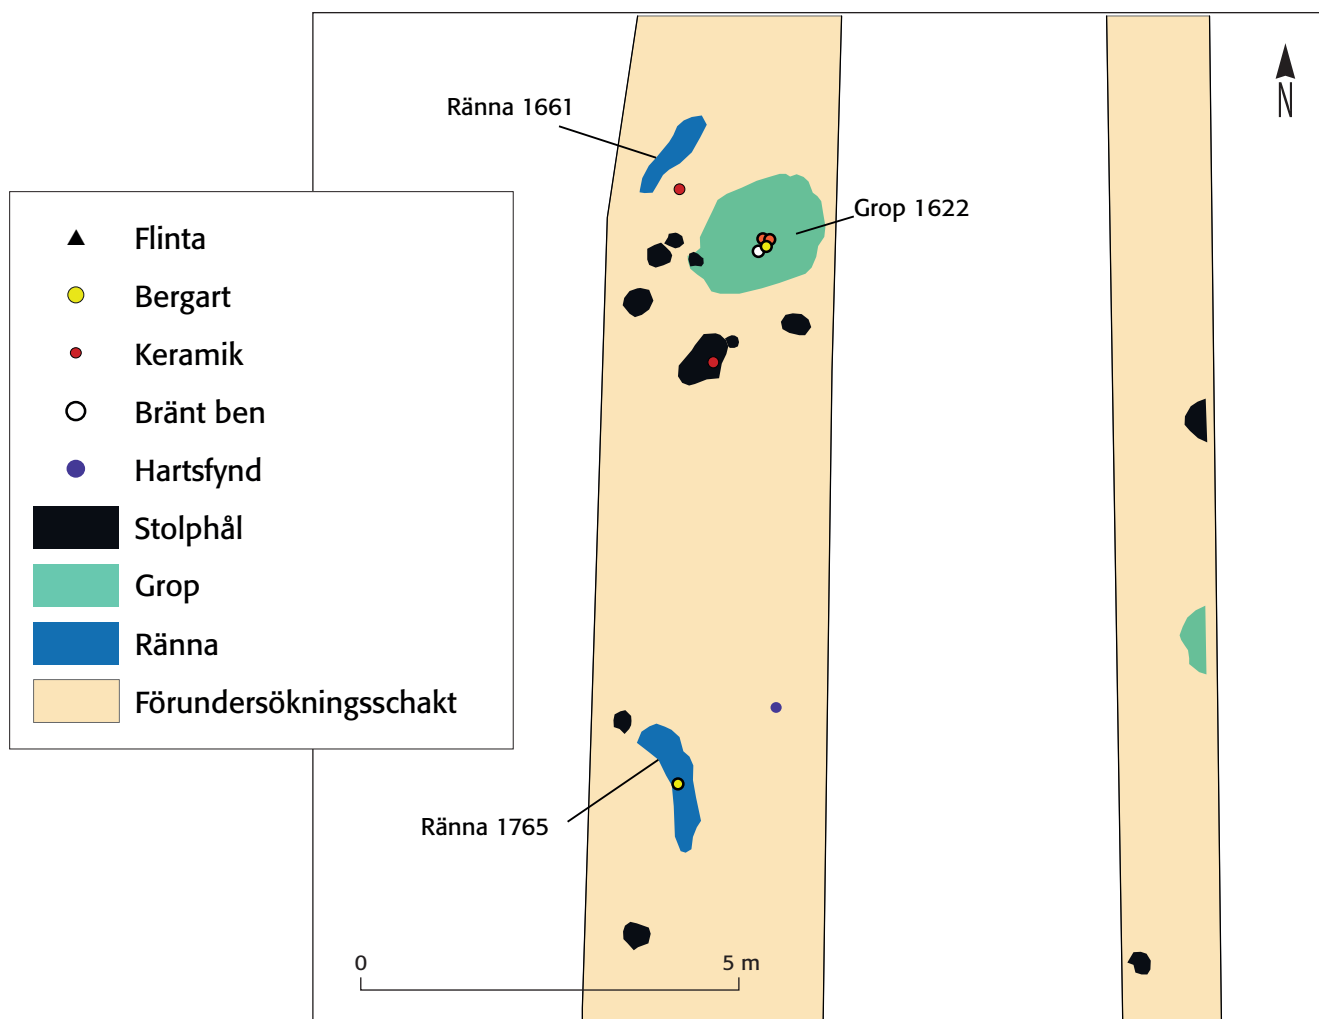 Ränna 1661
N
Grop 1622
Flinta
Bergart
Keramik
Bränt ben
Hartsfynd
Stolphål
Grop
Ränna
Förundersökningsschakt
Ränna 1765
0 5 m